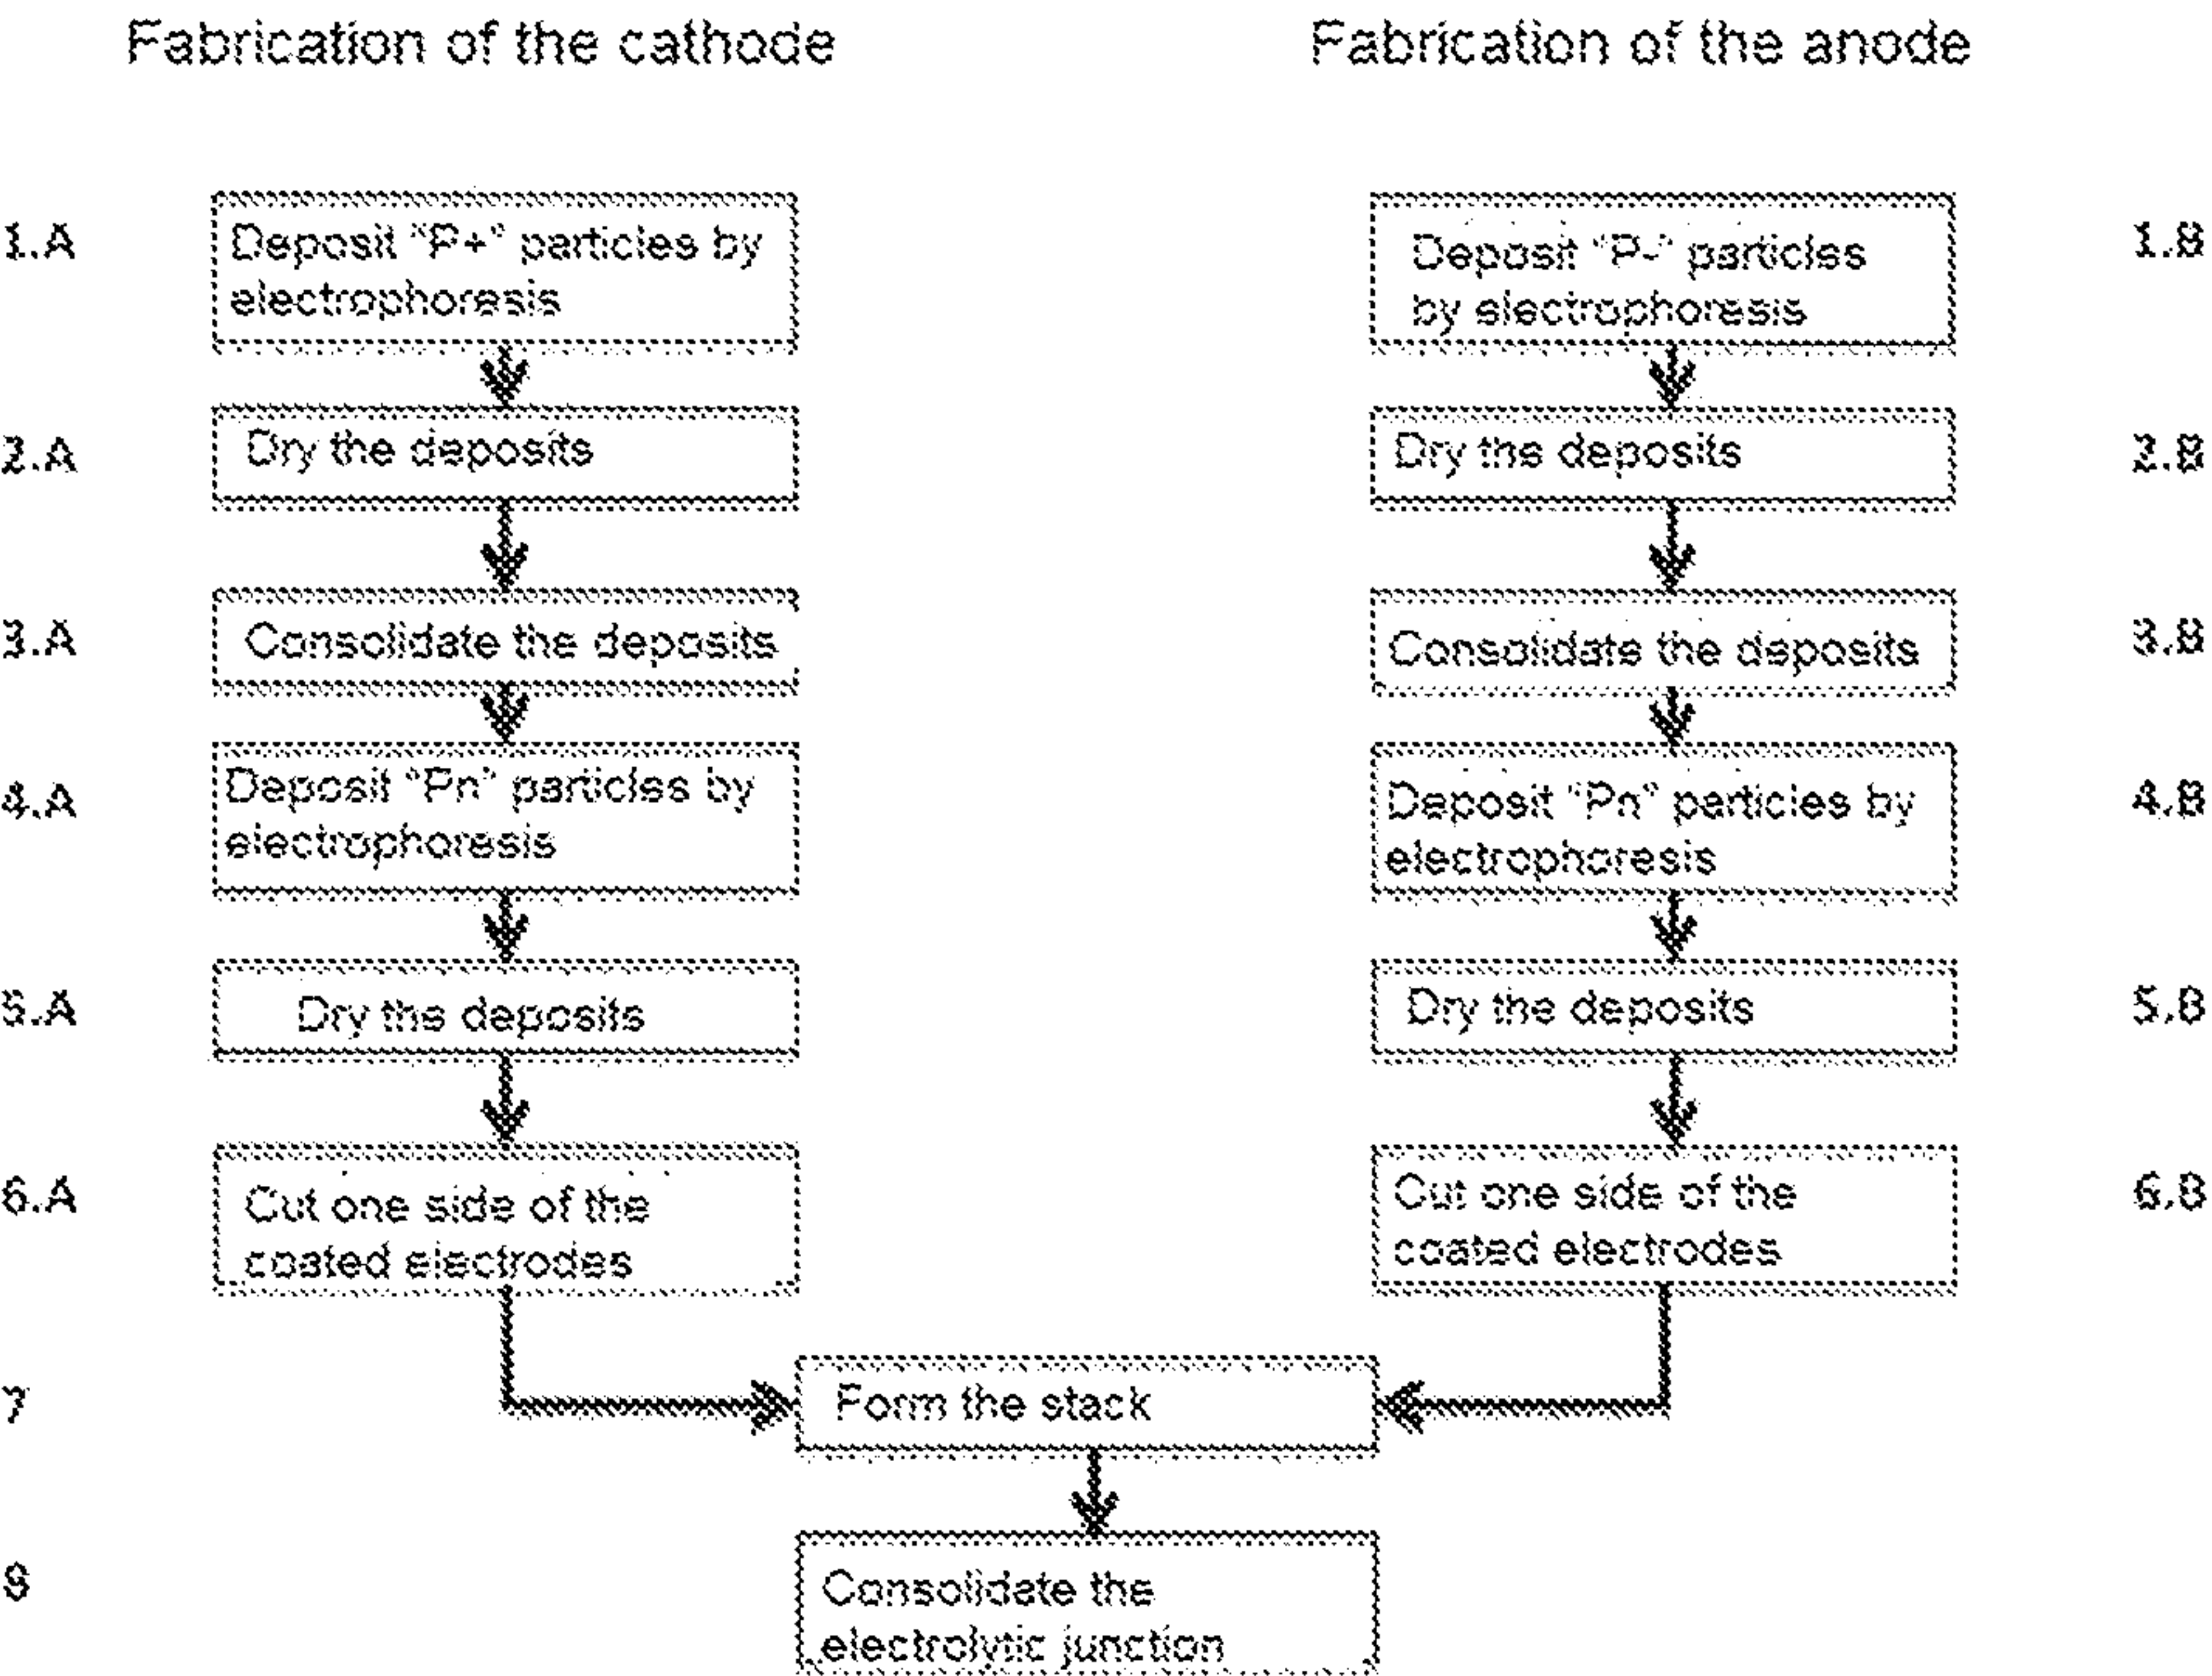 Fabrication of the cathode
Fabrication of the anode
1.A
Deposit "P+" particles by
electrophoresis
Deposit "P-" particles
by electrophoresis
1.B
2.A
Dry the deposits
Dry the deposits
2.B
3.A
Consolidate the deposits
Consolidate the deposits
3.B
4.A
Deposit "Pn" particles by
electrophoresis
Deposit "Pn" particles by
electrophoresis
4.B
5.A
Dry the deposits
Dry the deposits
5.B
6.A
Cut one side of the
coated electrodes
Cut one side of the
coated electrodes
6.B
7
Form the stack
8
Consolidate the
electrolytic junction